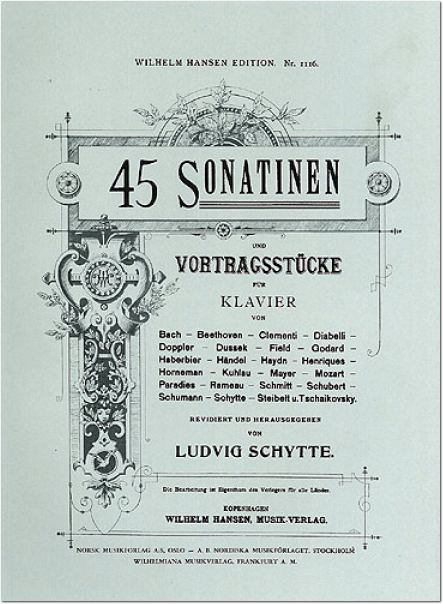 WILHELM HANSEN EDITION. Nr. 1116.
45 SONATINEN
UND
VORTRAGSSTÜCKE
FÜR
KLAVIER
VON
Bach – Beethoven – Clementi – Diabelli –
Doppler – Dussek – Field – Godard –
Haberbier – Händel – Haydn – Henriques –
Horneman – Kuhlau – Mayer – Mozart –
Paradies – Rameau – Schmitt – Schubert –
Schumann – Schytte – Steibelt u. Tschaikovsky.
REVIDIERT UND HERAUSGEGEBEN
VON
LUDVIG SCHYTTE.
Die Bearbeitung ist Eigenthum des Verlegers für alle Länder.
KOPENHAGEN
WILHELM HANSEN, MUSIK-VERLAG.
NORSK MUSIKFORLAG A/S, OSLO – A. B. NORDISKA MUSIKFÖRLAGET, STOCKHOLM
WILHELMIANA MUSIKVERLAG, FRANKFURT A. M.